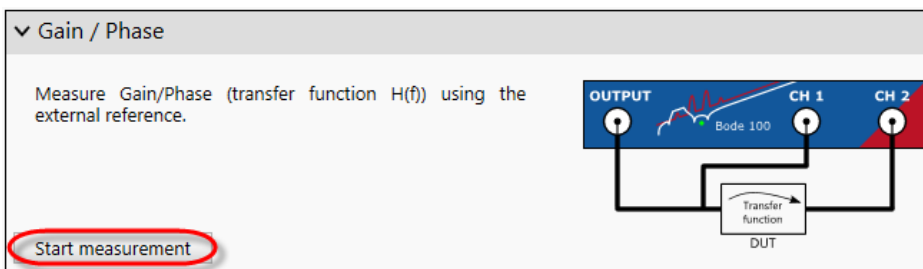 Gain / Phase
Measure Gain/Phase (transfer function H(f)) using the
external reference.
Start measurement
OUTPUT
CH 1
CH 2
Bode 100
Transfer
function
DUT